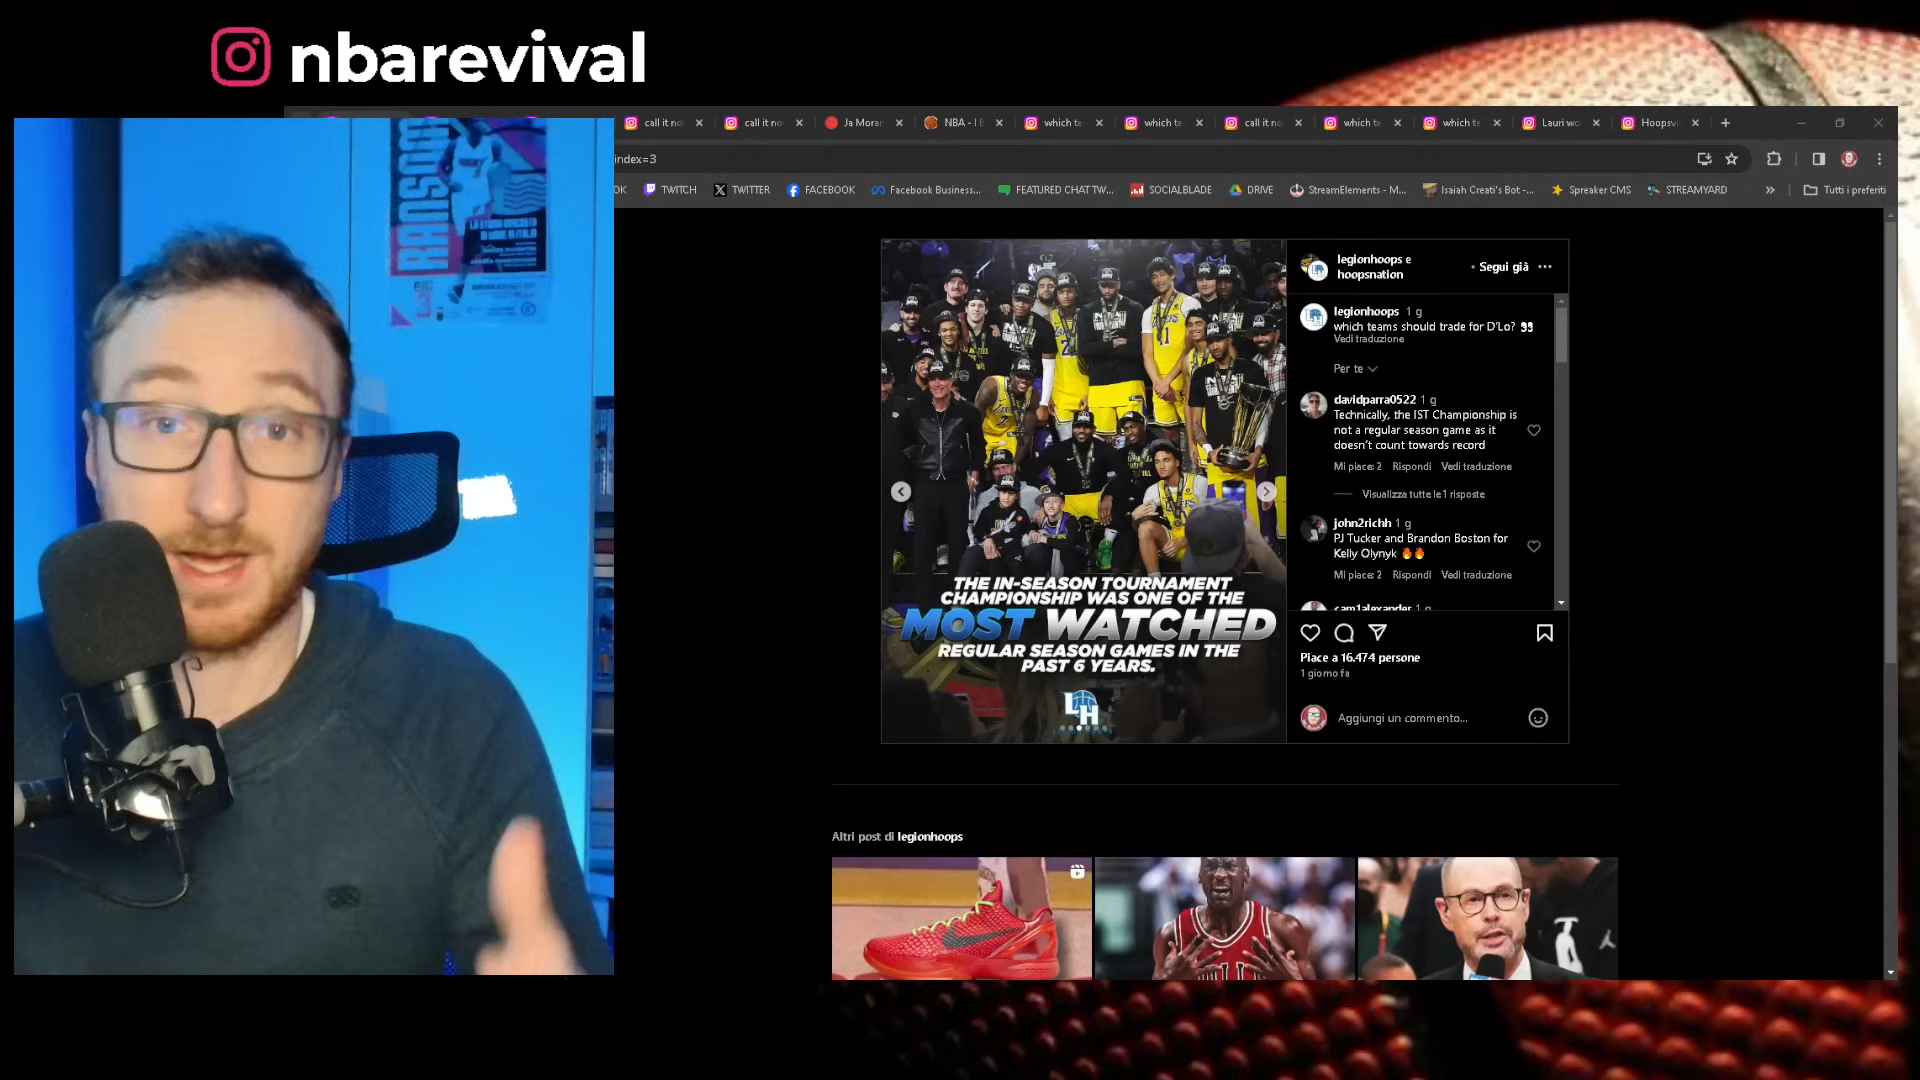 nbarevival
call it no
call it no
Ja Moran
NBA - I B
which te
which te
call it no
which te
which te
Lauri wo
Hoopsvi
index=3
OK
TWITCH
TWITTER
FACEBOOK
Facebook Business...
FEATURED CHAT TW...
SOCIALBLADE
DRIVE
StreamElements - M...
Isaiah Creati's Bot -...
Spreaker CMS
STREAMYARD
Tutti i preferiti
RANSOM
THE IN-SEASON TOURNAMENT
CHAMPIONSHIP WAS ONE OF THE
MOST WATCHED
REGULAR SEASON GAMES IN THE
PAST 6 YEARS.
LH
legionhoops e
hoopsnation
• Segui già
legionhoops 1 g
which teams should trade for D'Lo? 👀
Vedi traduzione
Per te
davidparra0522 1 g
Technically, the IST Championship is
not a regular season game as it
doesn't count towards record
Mi piace: 2 Rispondi Vedi traduzione
Visualizza tutte le 1 risposte
john2richh 1 g
PJ Tucker and Brandon Boston for
Kelly Olynyk 🔥🔥
Mi piace: 2 Rispondi Vedi traduzione
cam1alexander 1 g
Piace a 16.474 persone
1 giorno fa
Aggiungi un commento...
Altri post di legionhoops